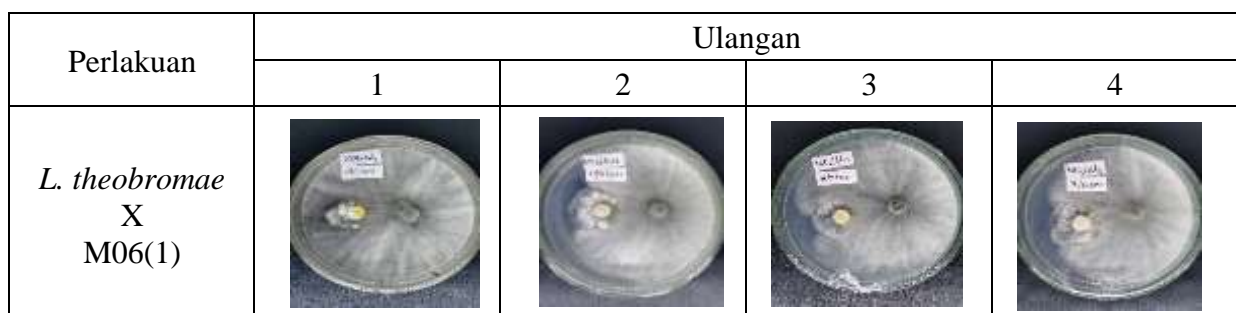 Perlakuan
Ulangan
1 2 3 4
L. theobromae
X
M06(1)